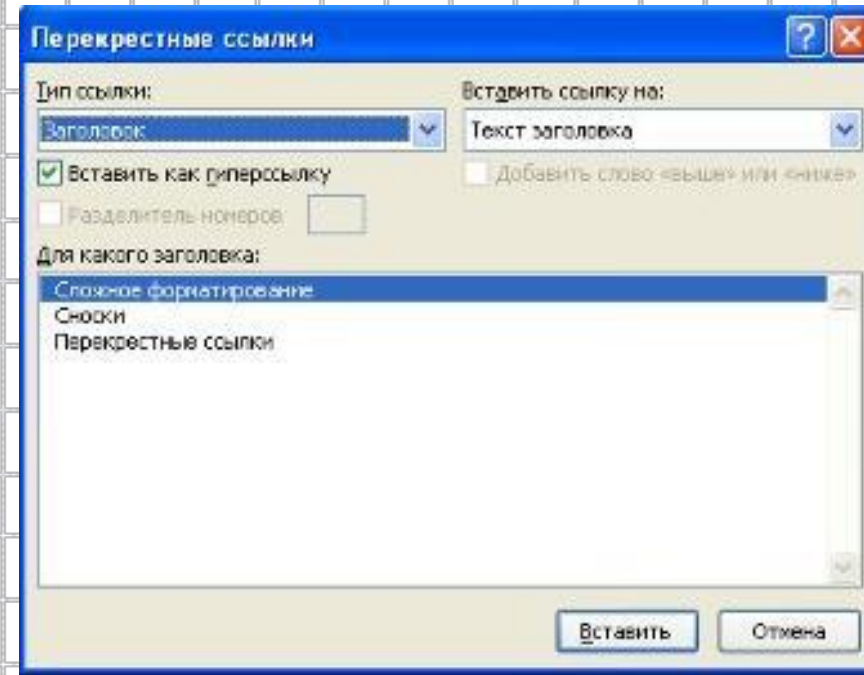 Перекрестные ссылки
Тип ссылки:
Вставить ссылку на:
Заголовок
Текст заголовка
Вставить как гиперссылку
Добавить слово «выше» или «ниже»
Разделитель номеров
Для какого заголовка:
Сложное форматирование
Сноски
Перекрестные ссылки
Вставить
Отмена